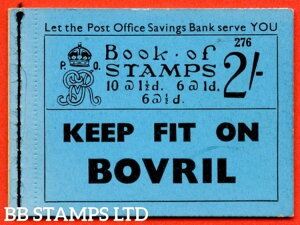 Let the Post Office Savings Bank serve YOU
276
Book of
STAMPS
2/-
P. O.
10 @ 1½d. 6 @ 1d.
6 @ ½d.
KEEP FIT ON
BOVRIL
BB STAMPS LTD